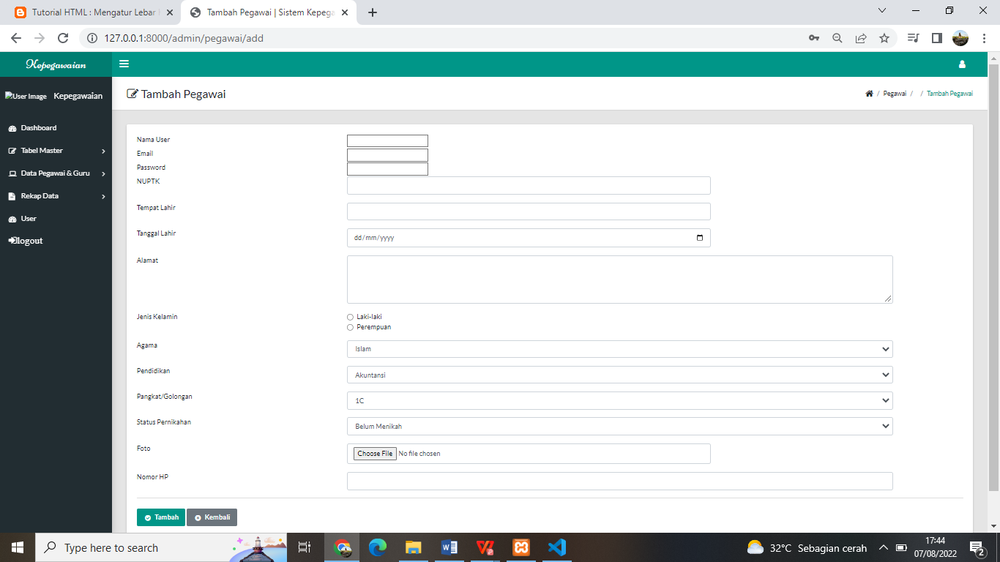 Tutorial HTML : Mengatur Lebar
Tambah Pegawai | Sistem Kepega
127.0.0.1:8000/admin/pegawai/add
Kepegawaian
User Image Kepegawaian
Dashboard
Tabel Master
Data Pegawai & Guru
Rekap Data
User
logout
Tambah Pegawai
/ Pegawai / / Tambah Pegawai
Nama User
Email
Password
NUPTK
Tempat Lahir
Tanggal Lahir dd/mm/yyyy
Alamat
Jenis Kelamin Laki-laki
Perempuan
Agama Islam
Pendidikan Akuntansi
Pangkat/Golongan 1C
Status Pernikahan Belum Menikah
Foto Choose File No file chosen
Nomor HP
Tambah Kembali
Type here to search
32°C Sebagian cerah
17:44
07/08/2022
2